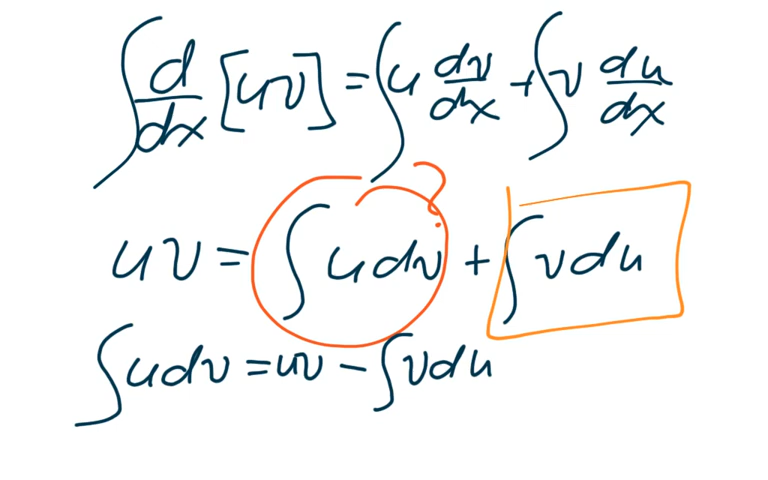 ∫ d/dx [uv] = ∫ u dv/dx + ∫ v du/dx
?
uv = ∫ u dv + ∫ v du
∫ u dv = uv − ∫ v du